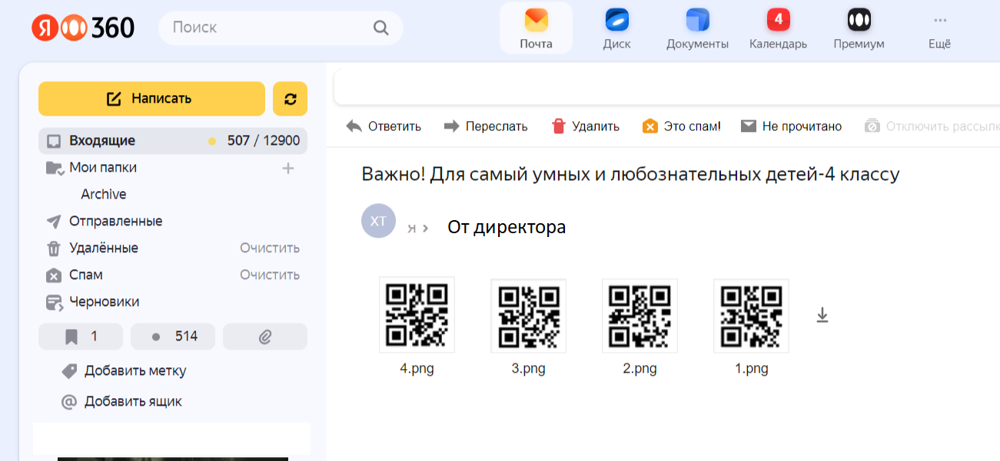 Я 360
Поиск
Почта
Диск
Документы
4
Календарь
Премиум
Ещё
Написать
Входящие 507 / 12900
Мои папки
Archive
Отправленные
Удалённые Очистить
Спам Очистить
Черновики
1
514
Добавить метку
@ Добавить ящик
Ответить Переслать Удалить Это спам! Не прочитано Отключить рассылк
Важно! Для самый умных и любознательных детей-4 классу
ХТ
я
От директора
4.png 3.png 2.png 1.png